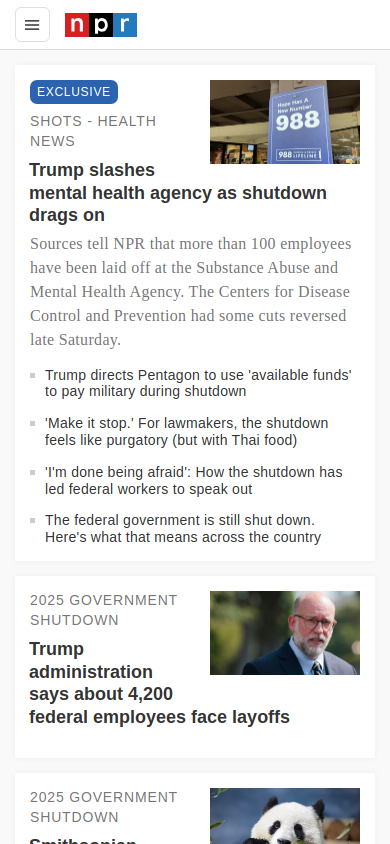 npr
EXCLUSIVE
SHOTS - HEALTH
NEWS
Hope Has A
New Number
988
988
LIFELINE
Trump slashes
mental health agency as shutdown
drags on
Sources tell NPR that more than 100 employees
have been laid off at the Substance Abuse and
Mental Health Agency. The Centers for Disease
Control and Prevention had some cuts reversed
late Saturday.
Trump directs Pentagon to use 'available funds'
to pay military during shutdown
'Make it stop.' For lawmakers, the shutdown
feels like purgatory (but with Thai food)
'I'm done being afraid': How the shutdown has
led federal workers to speak out
The federal government is still shut down.
Here's what that means across the country
2025 GOVERNMENT
SHUTDOWN
Trump
administration
says about 4,200
federal employees face layoffs
2025 GOVERNMENT
SHUTDOWN
Smithsonian